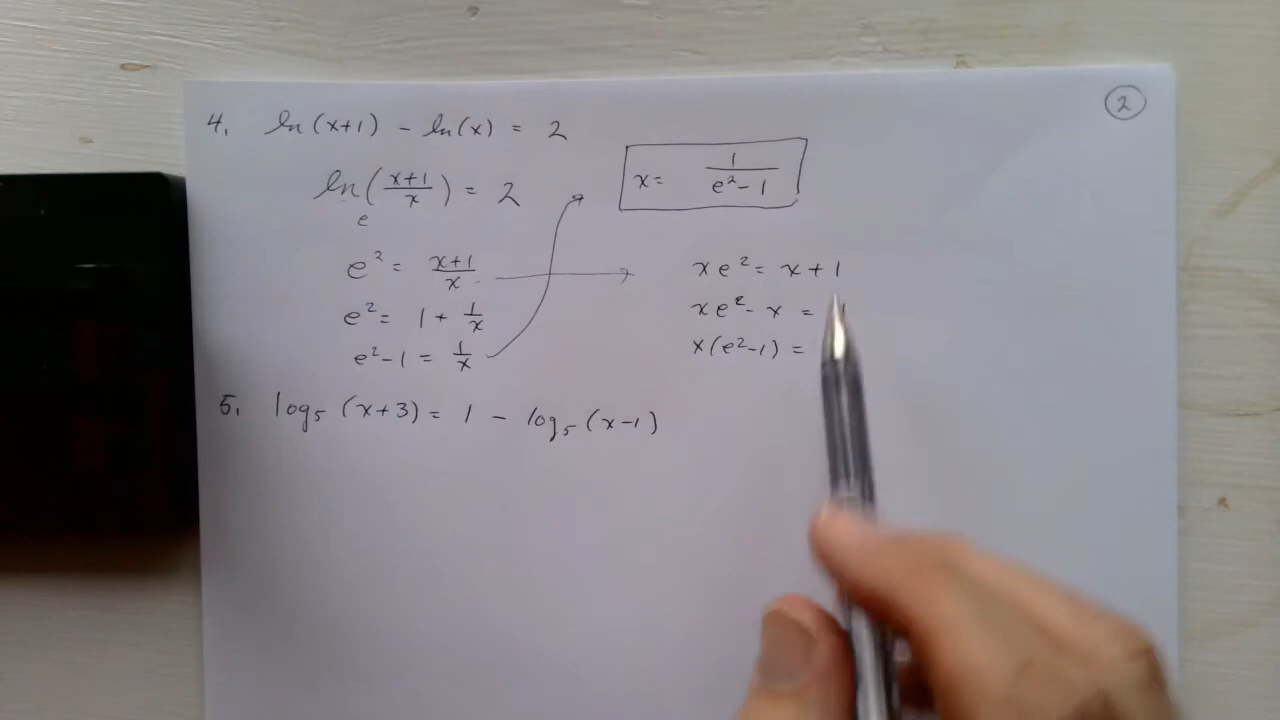 2
4. ln(x+1) - ln(x) = 2
ln((x+1)/x) = 2
e
e² = (x+1)/x
e² = 1 + 1/x
e² - 1 = 1/x
x = 1/(e² - 1)
x e² = x + 1
x e² - x =
x(e² - 1) =
5. log₅ (x+3) = 1 - log₅ (x-1)